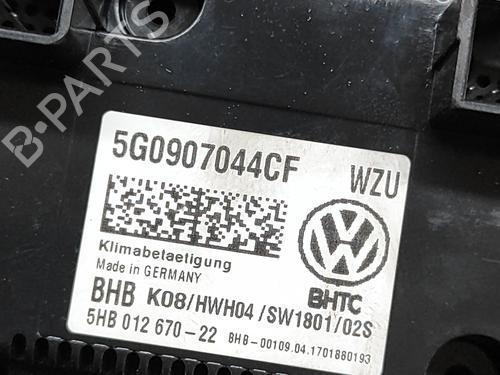 B-PARTS
5G0907044CF WZU
Klimabetaetigung
Made in GERMANY
BHTC
BHB K08/HWH04/SW1801/02S
5HB 012 670-22 BHB-00109.04.1701880193